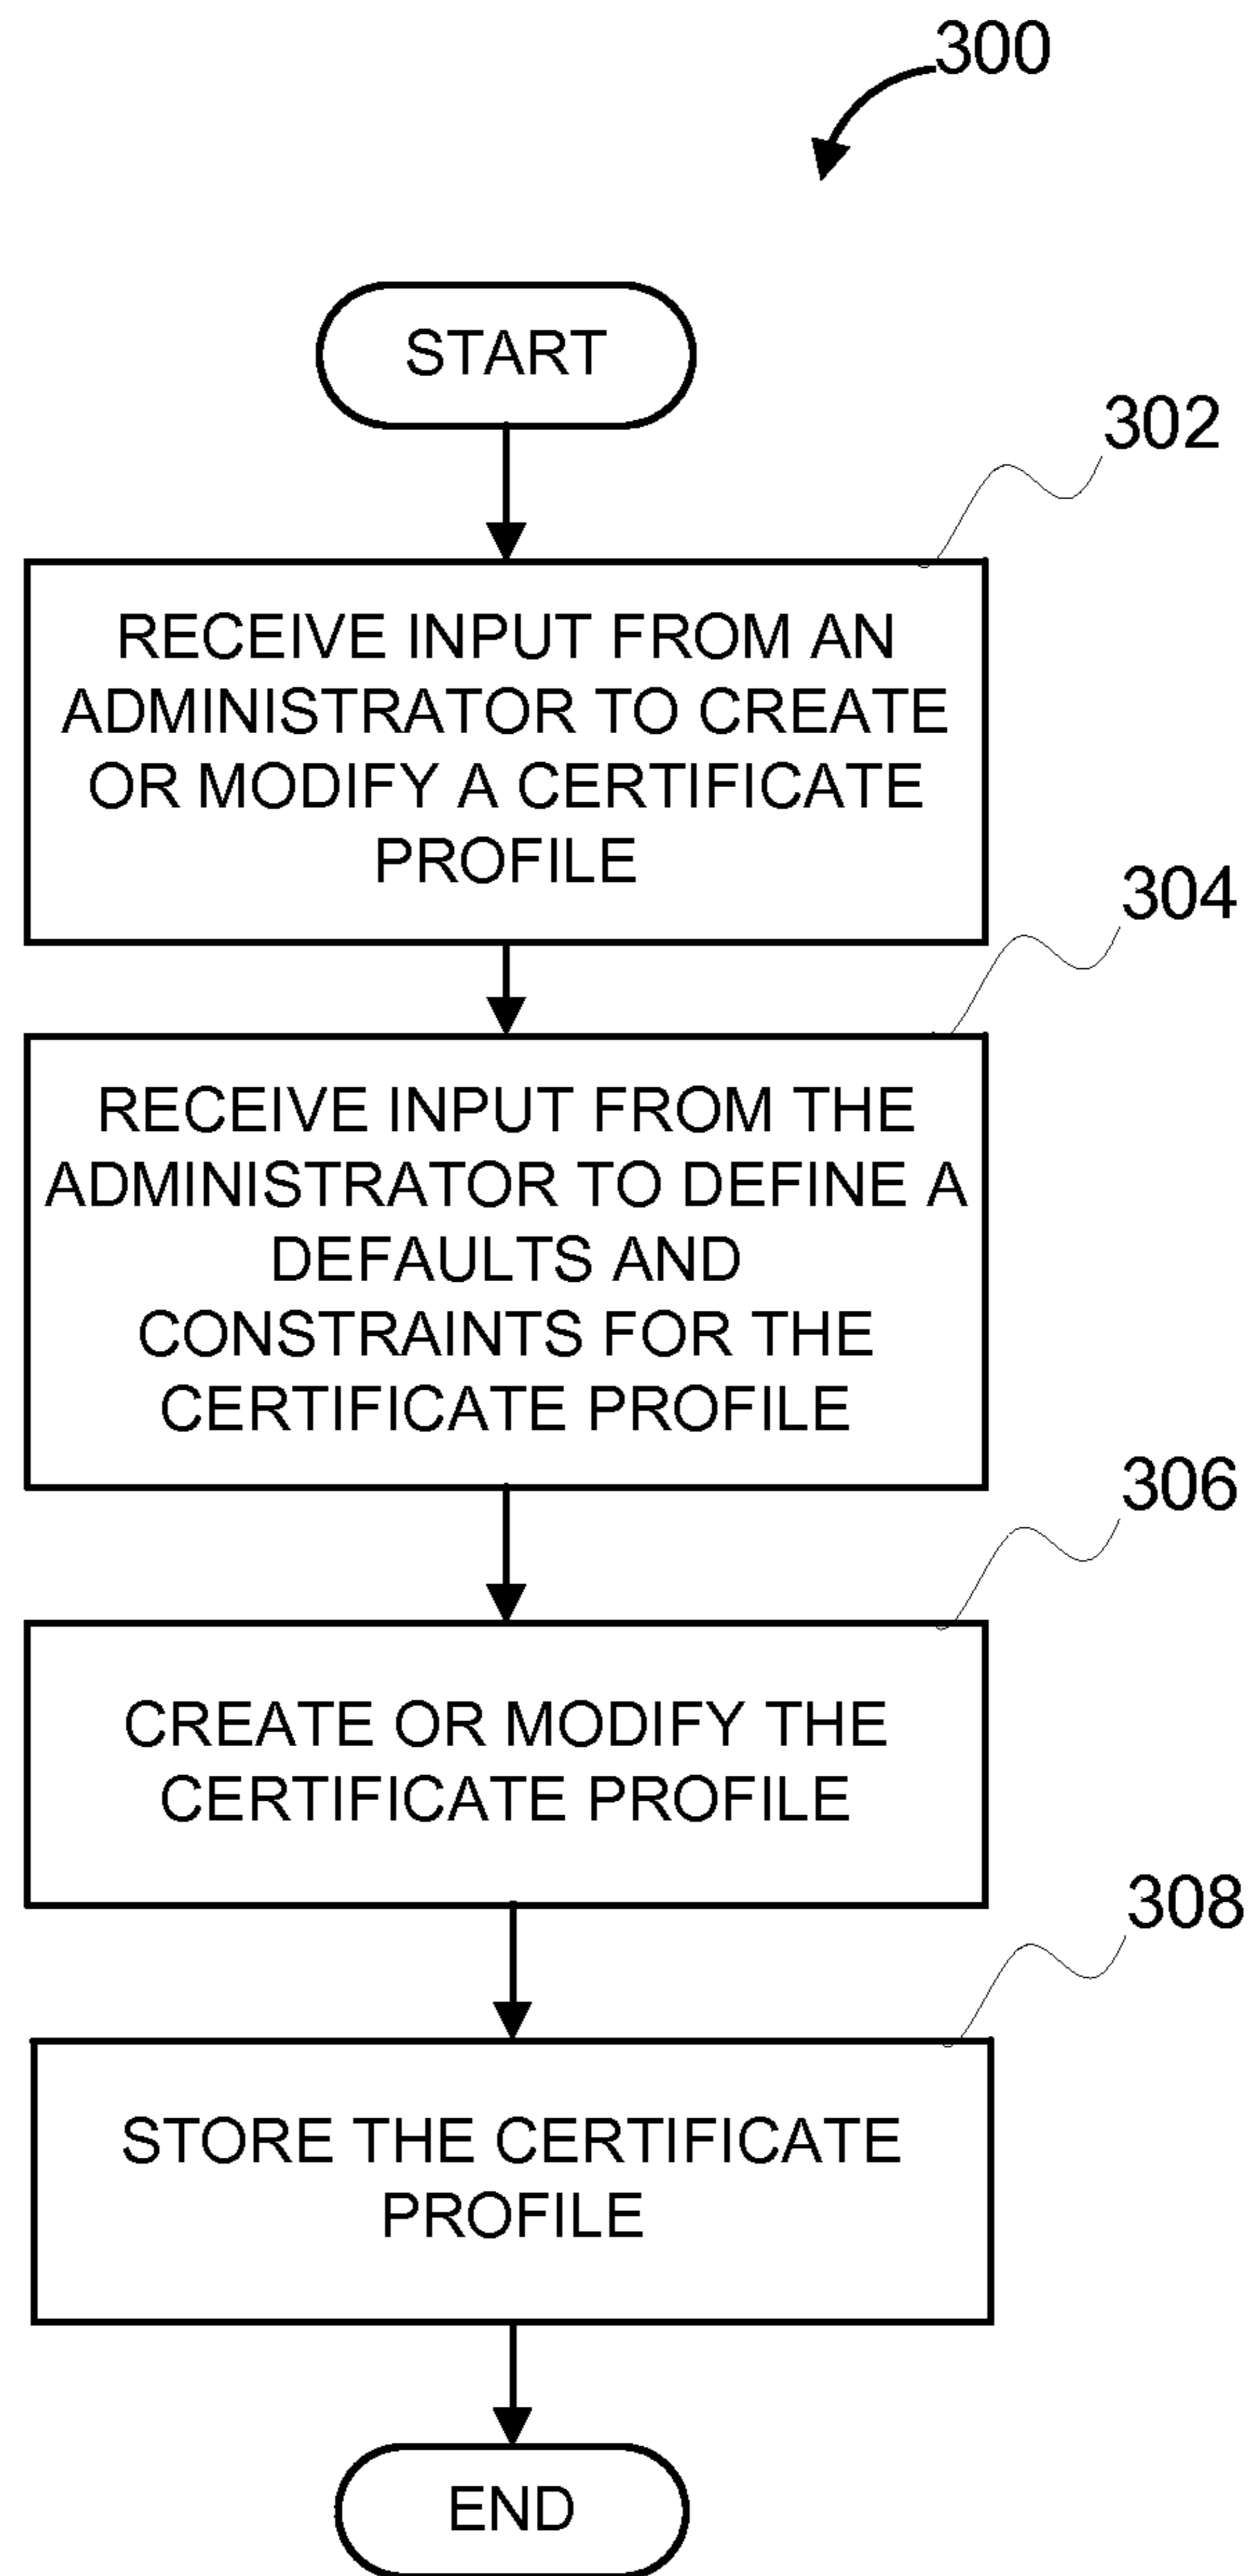 300
START
302
RECEIVE INPUT FROM AN
ADMINISTRATOR TO CREATE
OR MODIFY A CERTIFICATE
PROFILE
304
RECEIVE INPUT FROM THE
ADMINISTRATOR TO DEFINE A
DEFAULTS AND
CONSTRAINTS FOR THE
CERTIFICATE PROFILE
306
CREATE OR MODIFY THE
CERTIFICATE PROFILE
308
STORE THE CERTIFICATE
PROFILE
END